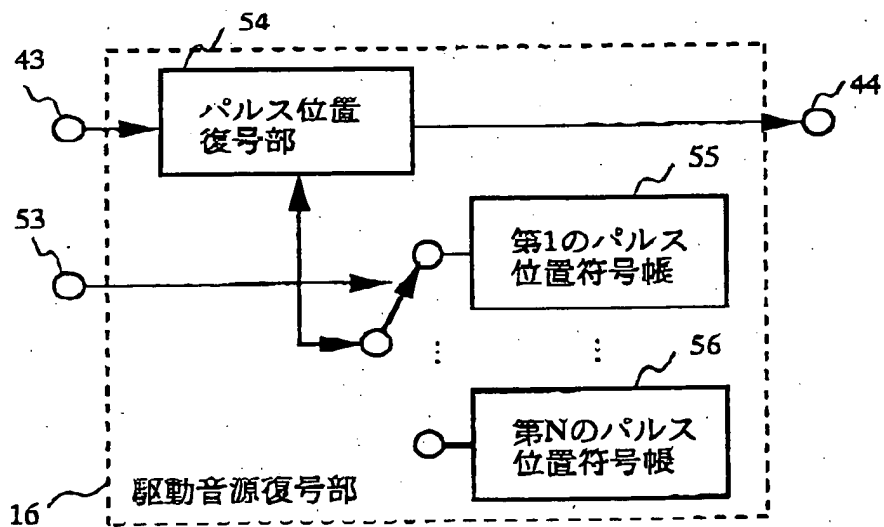 54
43
パルス位置
復号部
44
55
53
第1のパルス
位置符号帳
⋮ ⋮
56
第Nのパルス
位置符号帳
駆動音源復号部
16